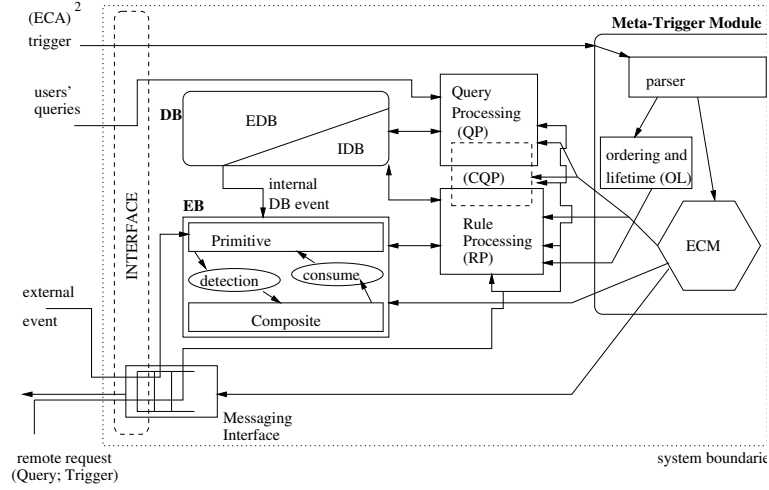 (ECA) 2
Meta-Trigger Module
trigger
parser
users'
queries
Query
Processing
(QP)
DB
EDB
IDB
ordering and
lifetime (OL)
(CQP)
internal
DB event
EB
INTERFACE
Primitive
Rule
Processing
(RP)
ECM
detection
consume
external
event
Composite
Messaging
Interface
remote request
(Query; Trigger)
system boundarie